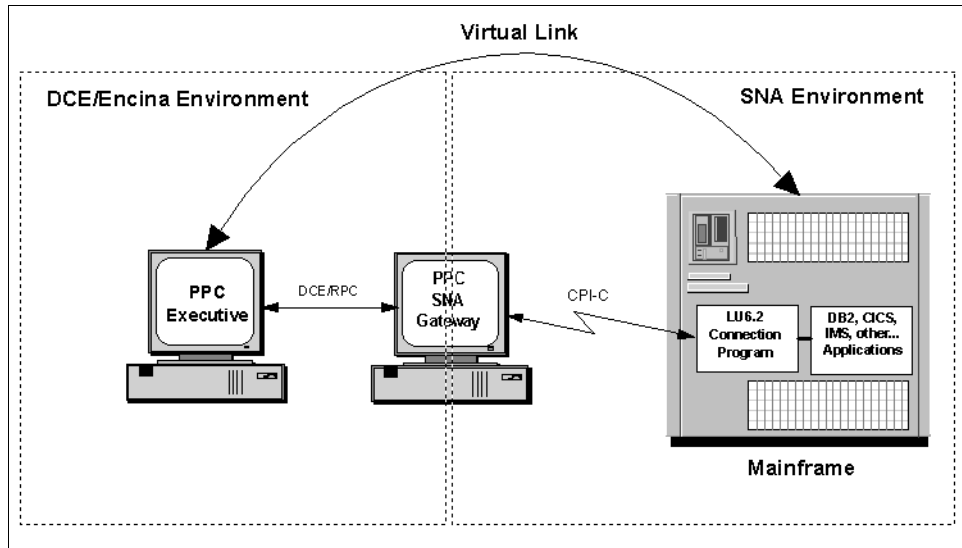 Virtual Link
DCE/Encina Environment
SNA Environment
PPC
Executive
DCE/RPC
PPC
SNA
Gateway
CPI-C
LU6.2
Connection
Program
DB2, CICS,
IMS, other...
Applications
Mainframe